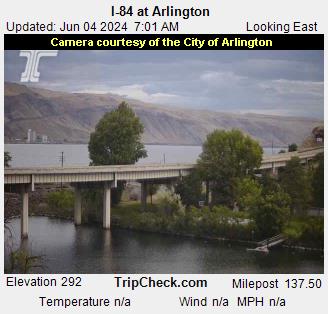 I-84 at Arlington
Updated: Jun 04 2024 7:01 AM Looking East
Camera courtesy of the City of Arlington
Elevation 292 TripCheck.com Milepost 137.50
Temperature n/a Wind n/a MPH n/a